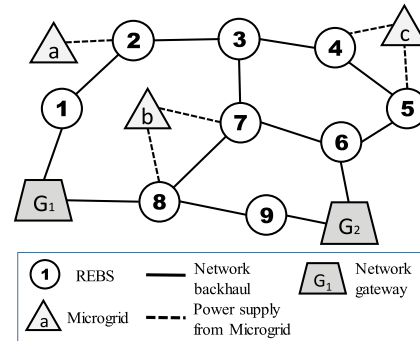 c
2
3
4
a
b
1
7
5
6
G1
8
9
G2
1 REBS
Network backhaul
G1 Network gateway
a Microgrid
Power supply from Microgrid